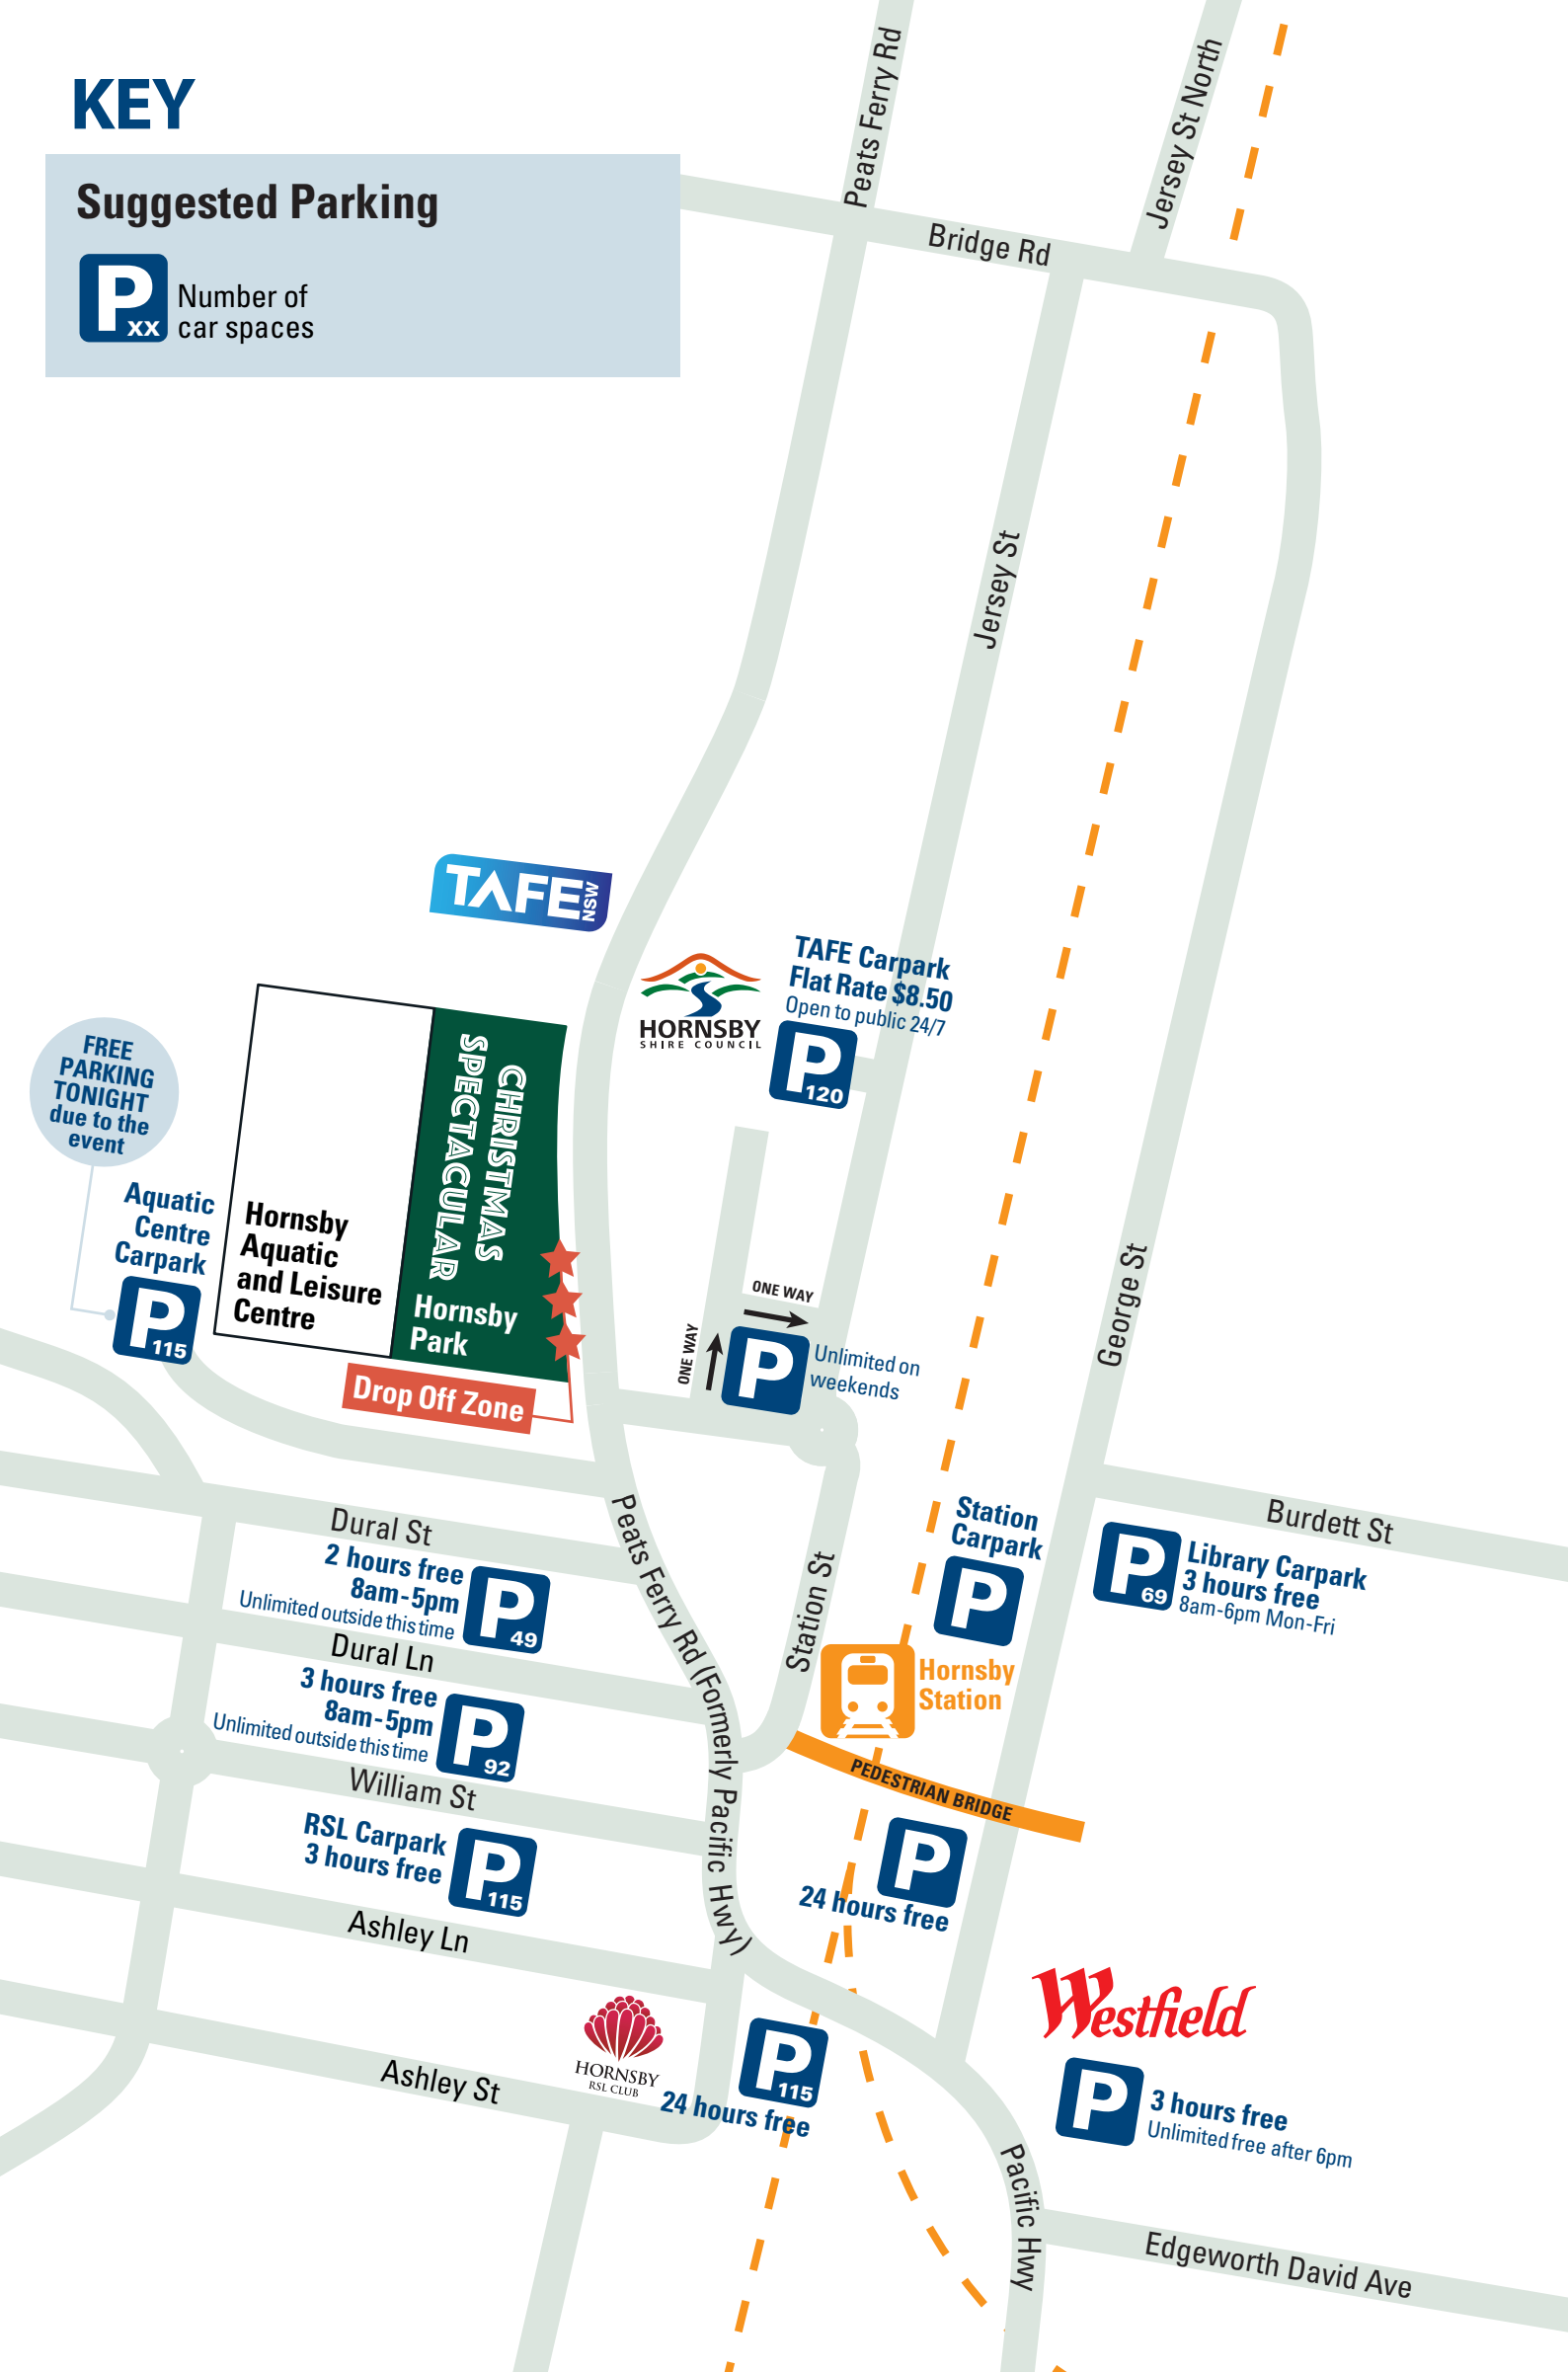 KEY
Suggested Parking
P
xx
Number of
car spaces
Peats Ferry Rd
Jersey St North
Bridge Rd
Jersey St
TAFE
NSW
HORNSBY
SHIRE COUNCIL
TAFE Carpark
Flat Rate $8.50
Open to public 24/7
P
120
FREE
PARKING
TONIGHT
due to the
event
Aquatic
Centre
Carpark
P
115
Hornsby
Aquatic
and Leisure
Centre
CHRISTMAS
SPECTACULAR
Hornsby
Park
Drop Off Zone
ONE WAY
ONE WAY
P
Unlimited on
weekends
George St
Burdett St
Station
Carpark
P
P
69
Library Carpark
3 hours free
8am-6pm Mon-Fri
Dural St
2 hours free
8am-5pm
Unlimited outside this time
P
49
Dural Ln
3 hours free
8am-5pm
Unlimited outside this time
P
92
William St
RSL Carpark
3 hours free
P
115
Ashley Ln
Ashley St
Peats Ferry Rd (Formerly Pacific Hwy)
Station St
Hornsby
Station
PEDESTRIAN BRIDGE
P
24 hours free
HORNSBY
RSL CLUB
P
115
24 hours free
Westfield
P
3 hours free
Unlimited free after 6pm
Pacific Hwy
Edgeworth David Ave